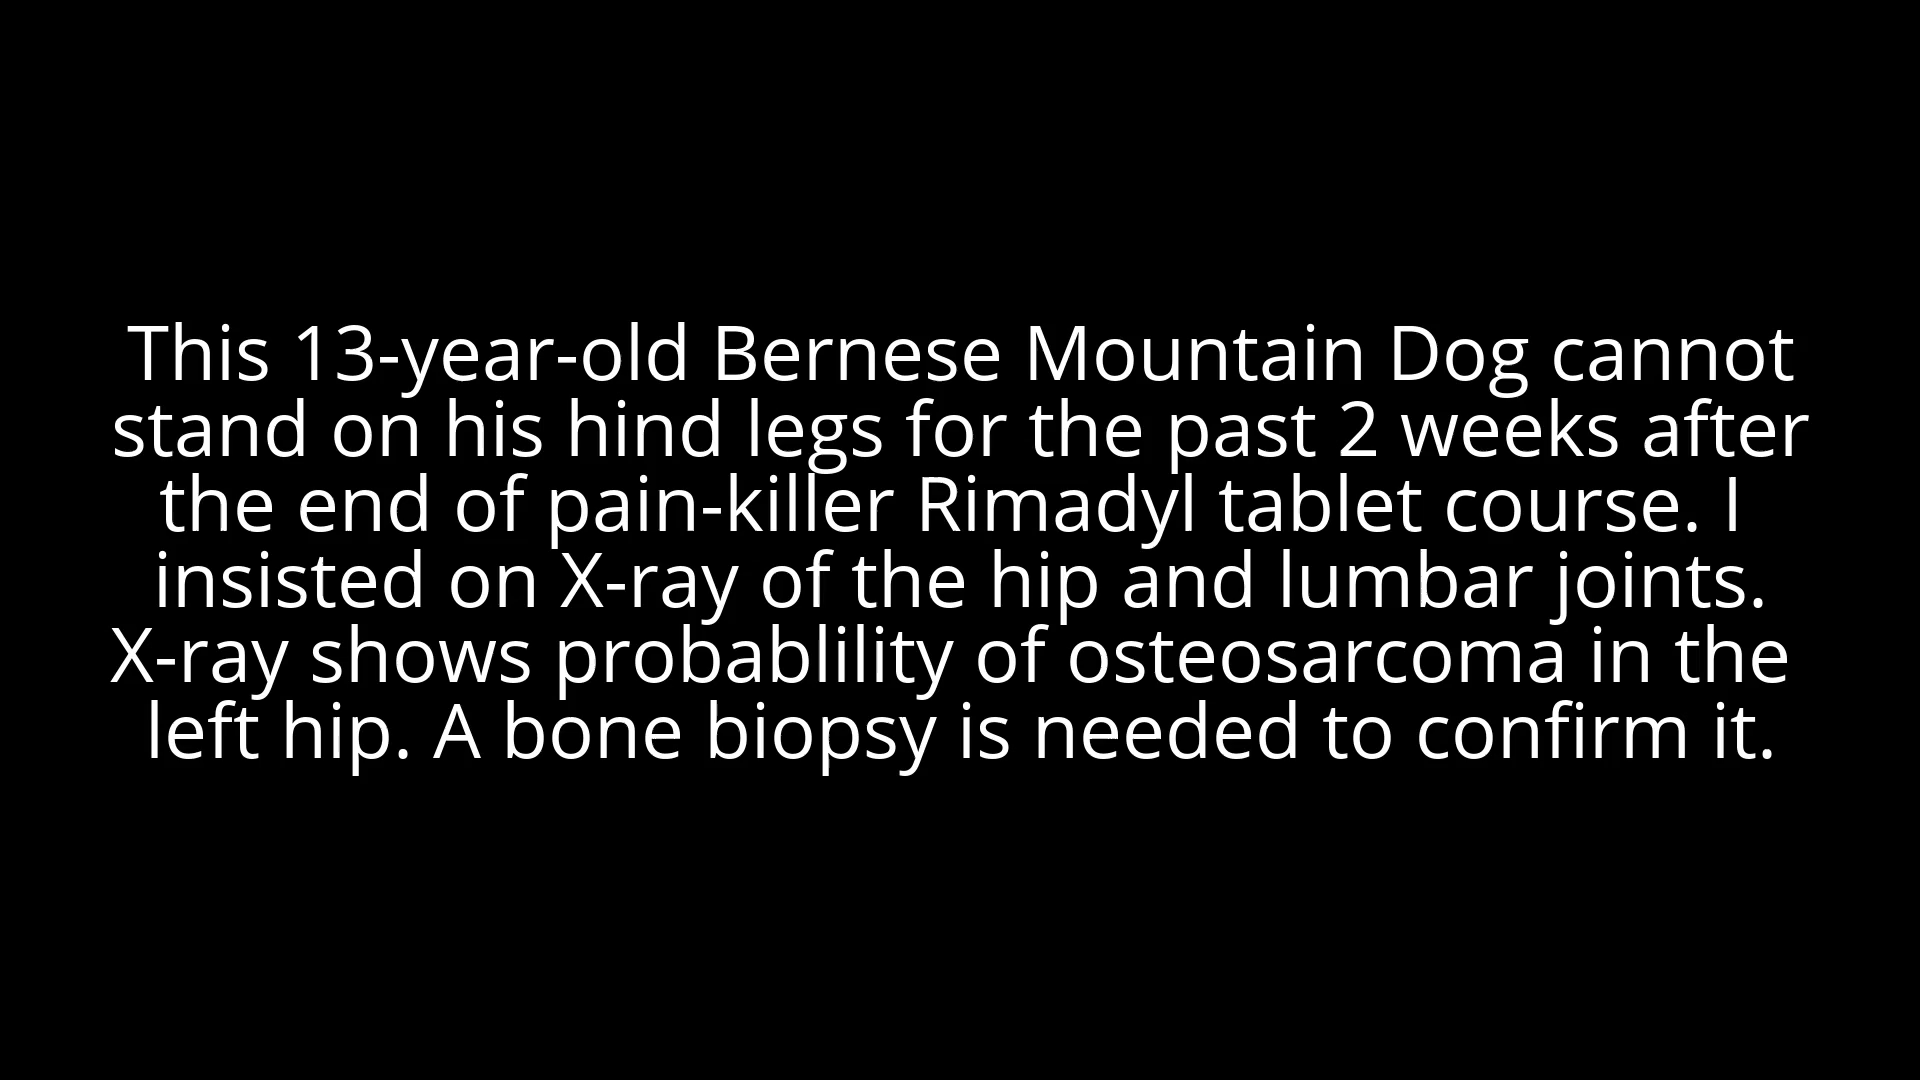 This 13-year-old Bernese Mountain Dog cannot
stand on his hind legs for the past 2 weeks after
the end of pain-killer Rimadyl tablet course. I
insisted on X-ray of the hip and lumbar joints.
X-ray shows probablility of osteosarcoma in the
left hip. A bone biopsy is needed to confirm it.